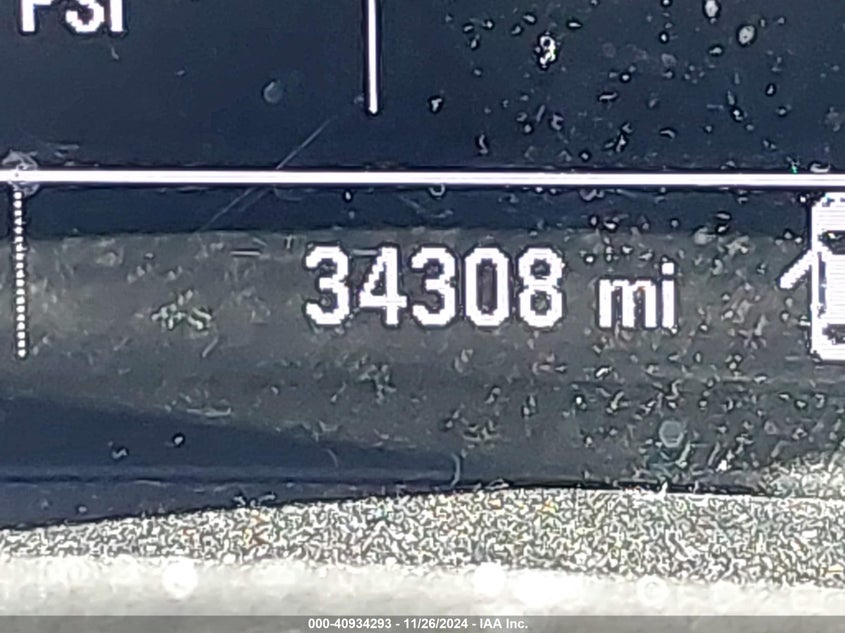 PSI
34308 mi
000-40934293 - 11/26/2024 - IAA Inc.